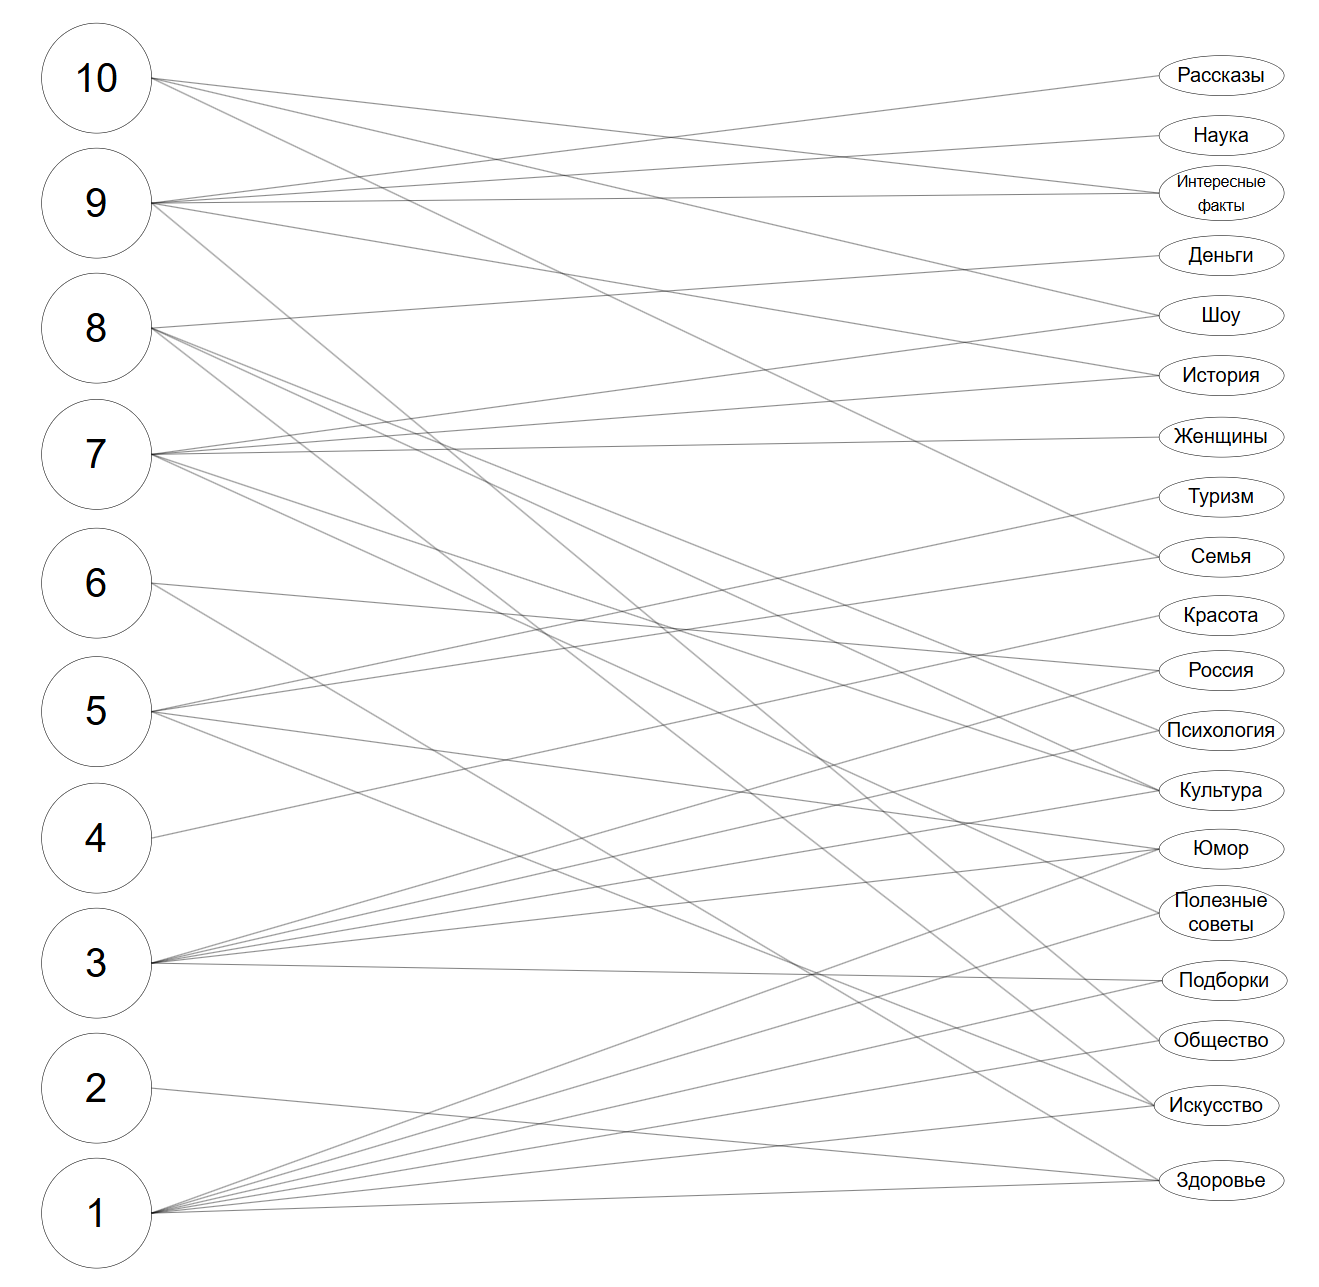 10
9
8
7
6
5
4
3
2
1
Рассказы
Наука
Интересные
факты
Деньги
Шоу
История
Женщины
Туризм
Семья
Красота
Россия
Психология
Культура
Юмор
Полезные
советы
Подборки
Общество
Искусство
Здоровье